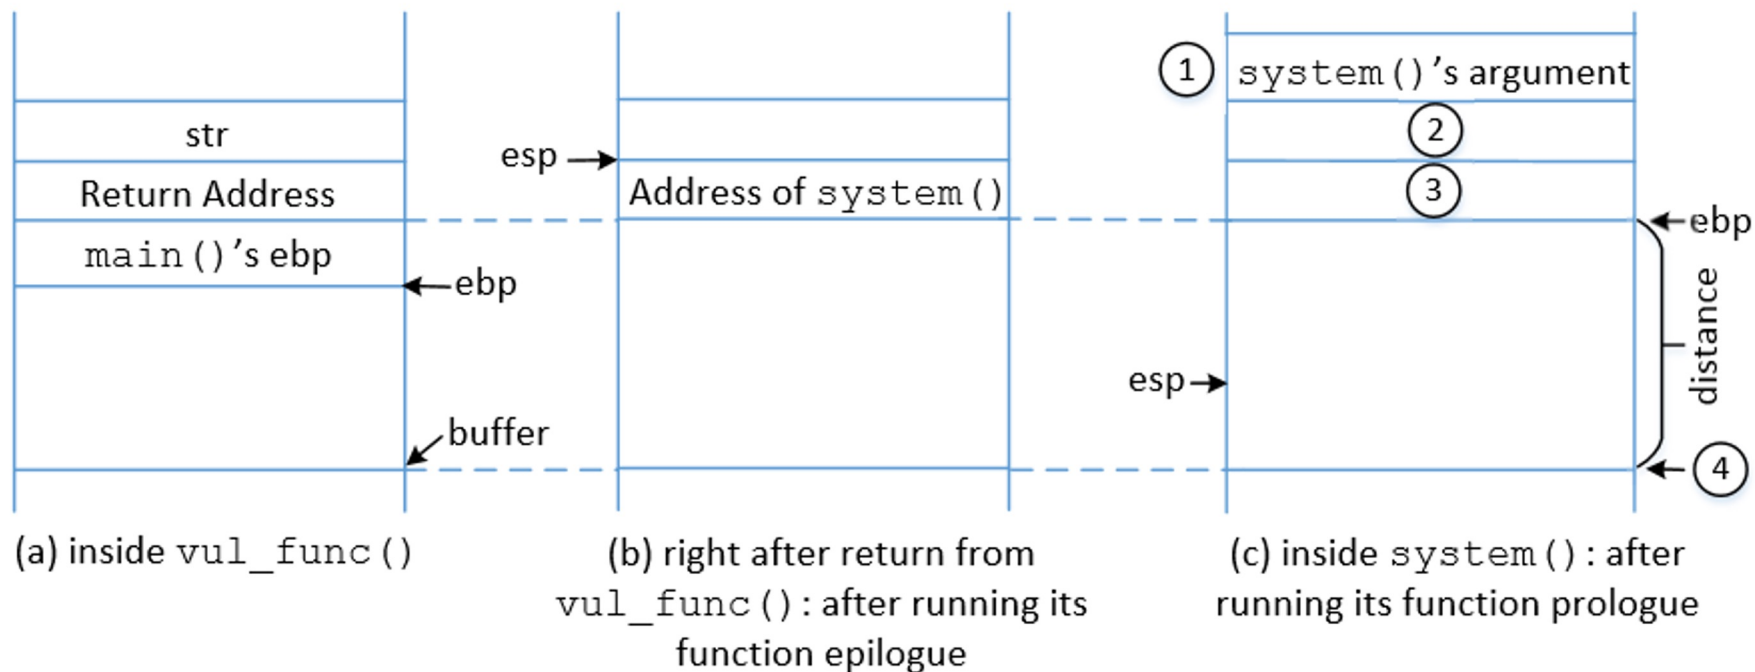 str
Return Address
main()’s ebp
ebp
buffer
(a) inside vul_func()
esp
Address of system()
(b) right after return from
vul_func(): after running its
function epilogue
1
system()’s argument
2
3
ebp
distance
esp
4
(c) inside system(): after
running its function prologue